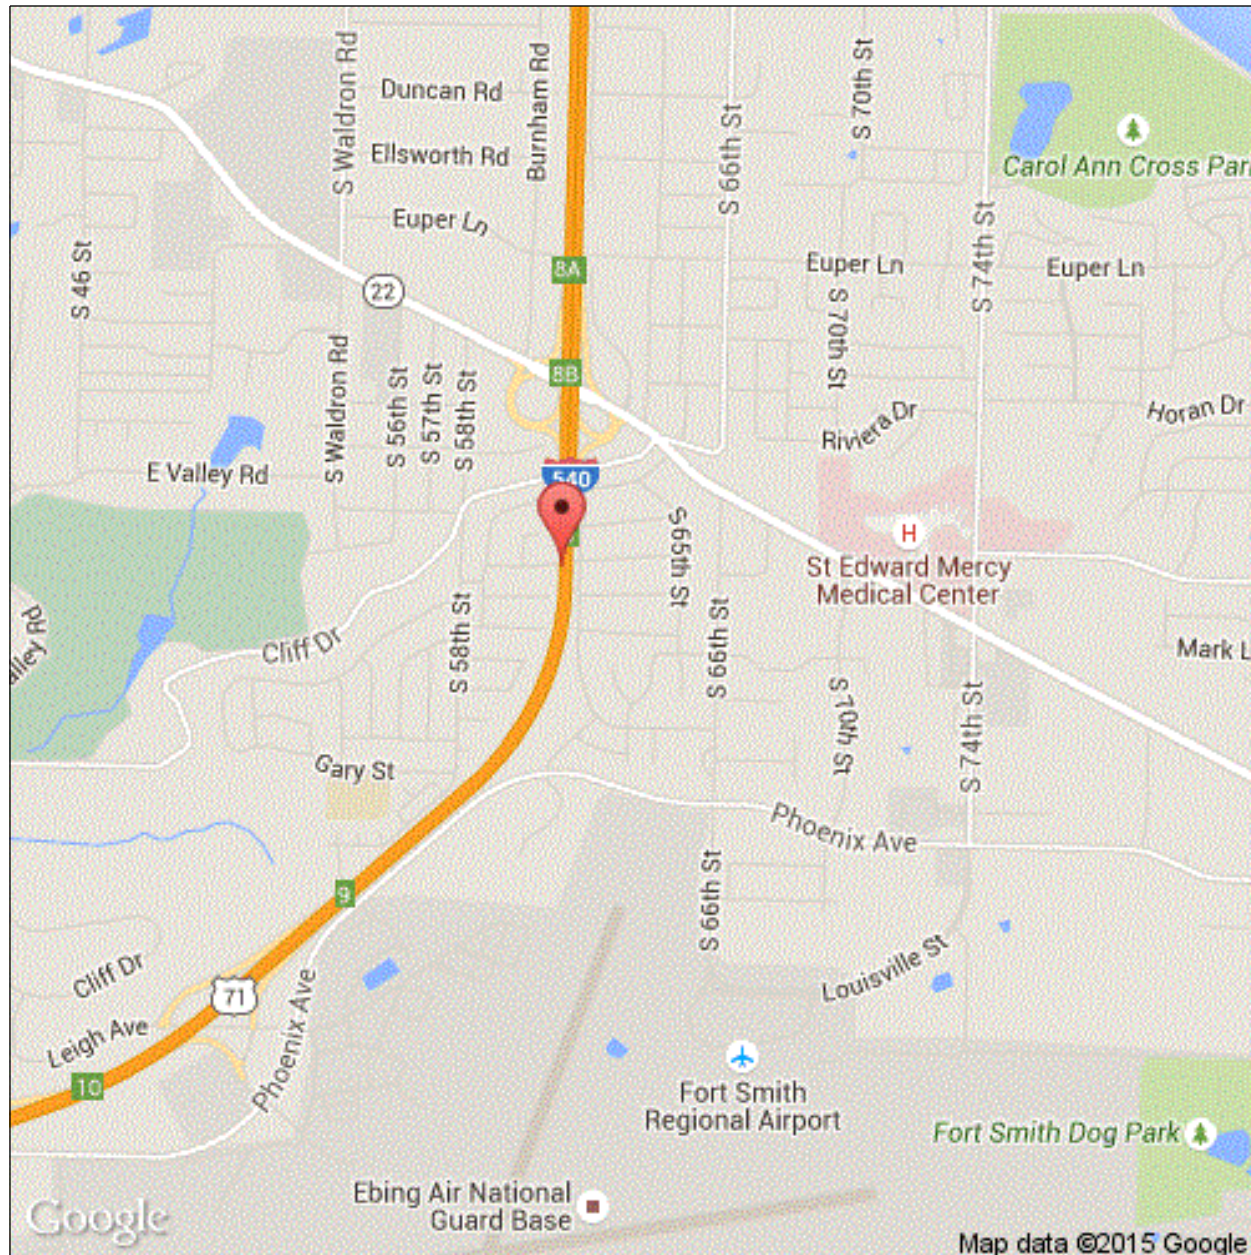 Duncan Rd
Burnham Rd
S Waldron Rd
S 70th St
S 66th St
Ellsworth Rd
Carol Ann Cross Par
Euper Ln
S 46 St
S 74th St
8A
Euper Ln
Euper Ln
22
S 70th St
S Waldron Rd
8B
S 56th St
S 57th St
S 58th St
Riviera Dr
Horan Dr
E Valley Rd
540
S 65th St
H
St Edward Mercy
Medical Center
S 58th St
S 66th St
alley Rd
Cliff Dr
Mark L
S 70th St
S 74th St
Gary St
Phoenix Ave
9
S 66th St
Cliff Dr
Louisville St
71
Phoenix Ave
Leigh Ave
10
Fort Smith
Regional Airport
Fort Smith Dog Park
Ebing Air National
Guard Base
Google
Map data ©2015 Google